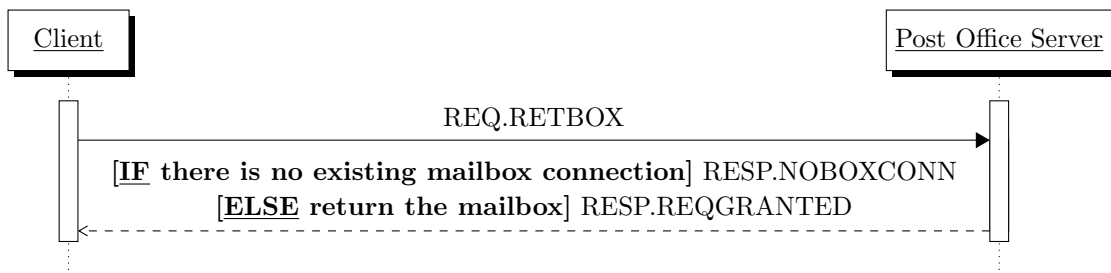 Client
Post Office Server
REQ.RETBOX
[IF there is no existing mailbox connection] RESP.NOBOXCONN
[ELSE return the mailbox] RESP.REQGRANTED